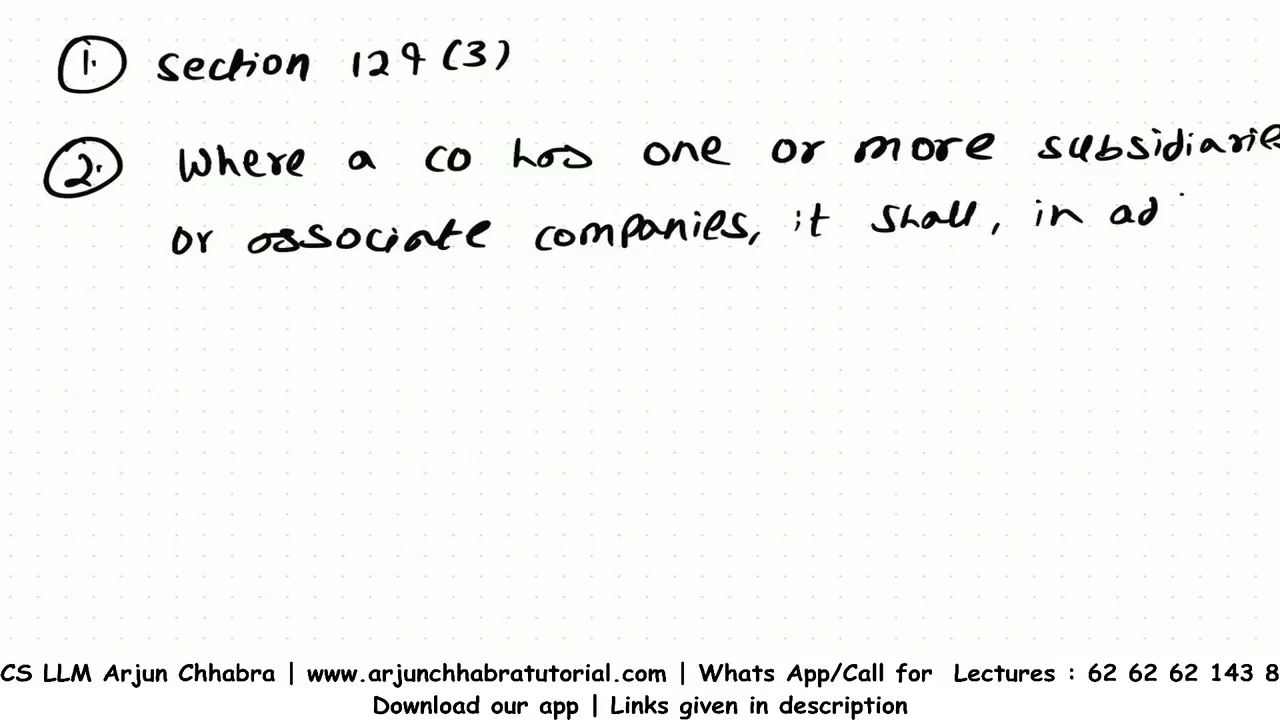 1. Section 129(3)
2. Where a co has one or more subsidiaries
or associate companies, it shall, in ad
CS LLM Arjun Chhabra | www.arjunchhabratutorial.com | Whats App/Call for Lectures : 62 62 62 143 8
Download our app | Links given in description